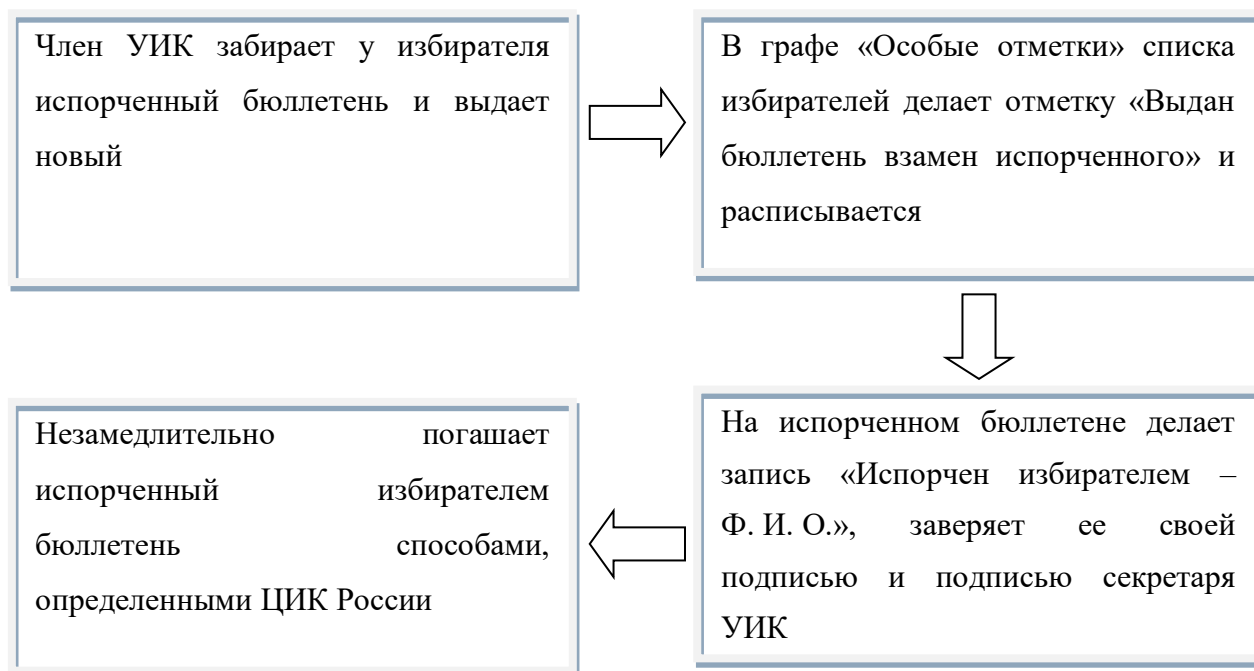 Член УИК забирает у избирателя
испорченный бюллетень и выдает
новый
В графе «Особые отметки» списка
избирателей делает отметку «Выдан
бюллетень взамен испорченного» и
расписывается
На испорченном бюллетене делает
запись «Испорчен избирателем –
Ф. И. О.», заверяет ее своей
подписью и подписью секретаря
УИК
Незамедлительно погашает
испорченный избирателем
бюллетень способами,
определенными ЦИК России